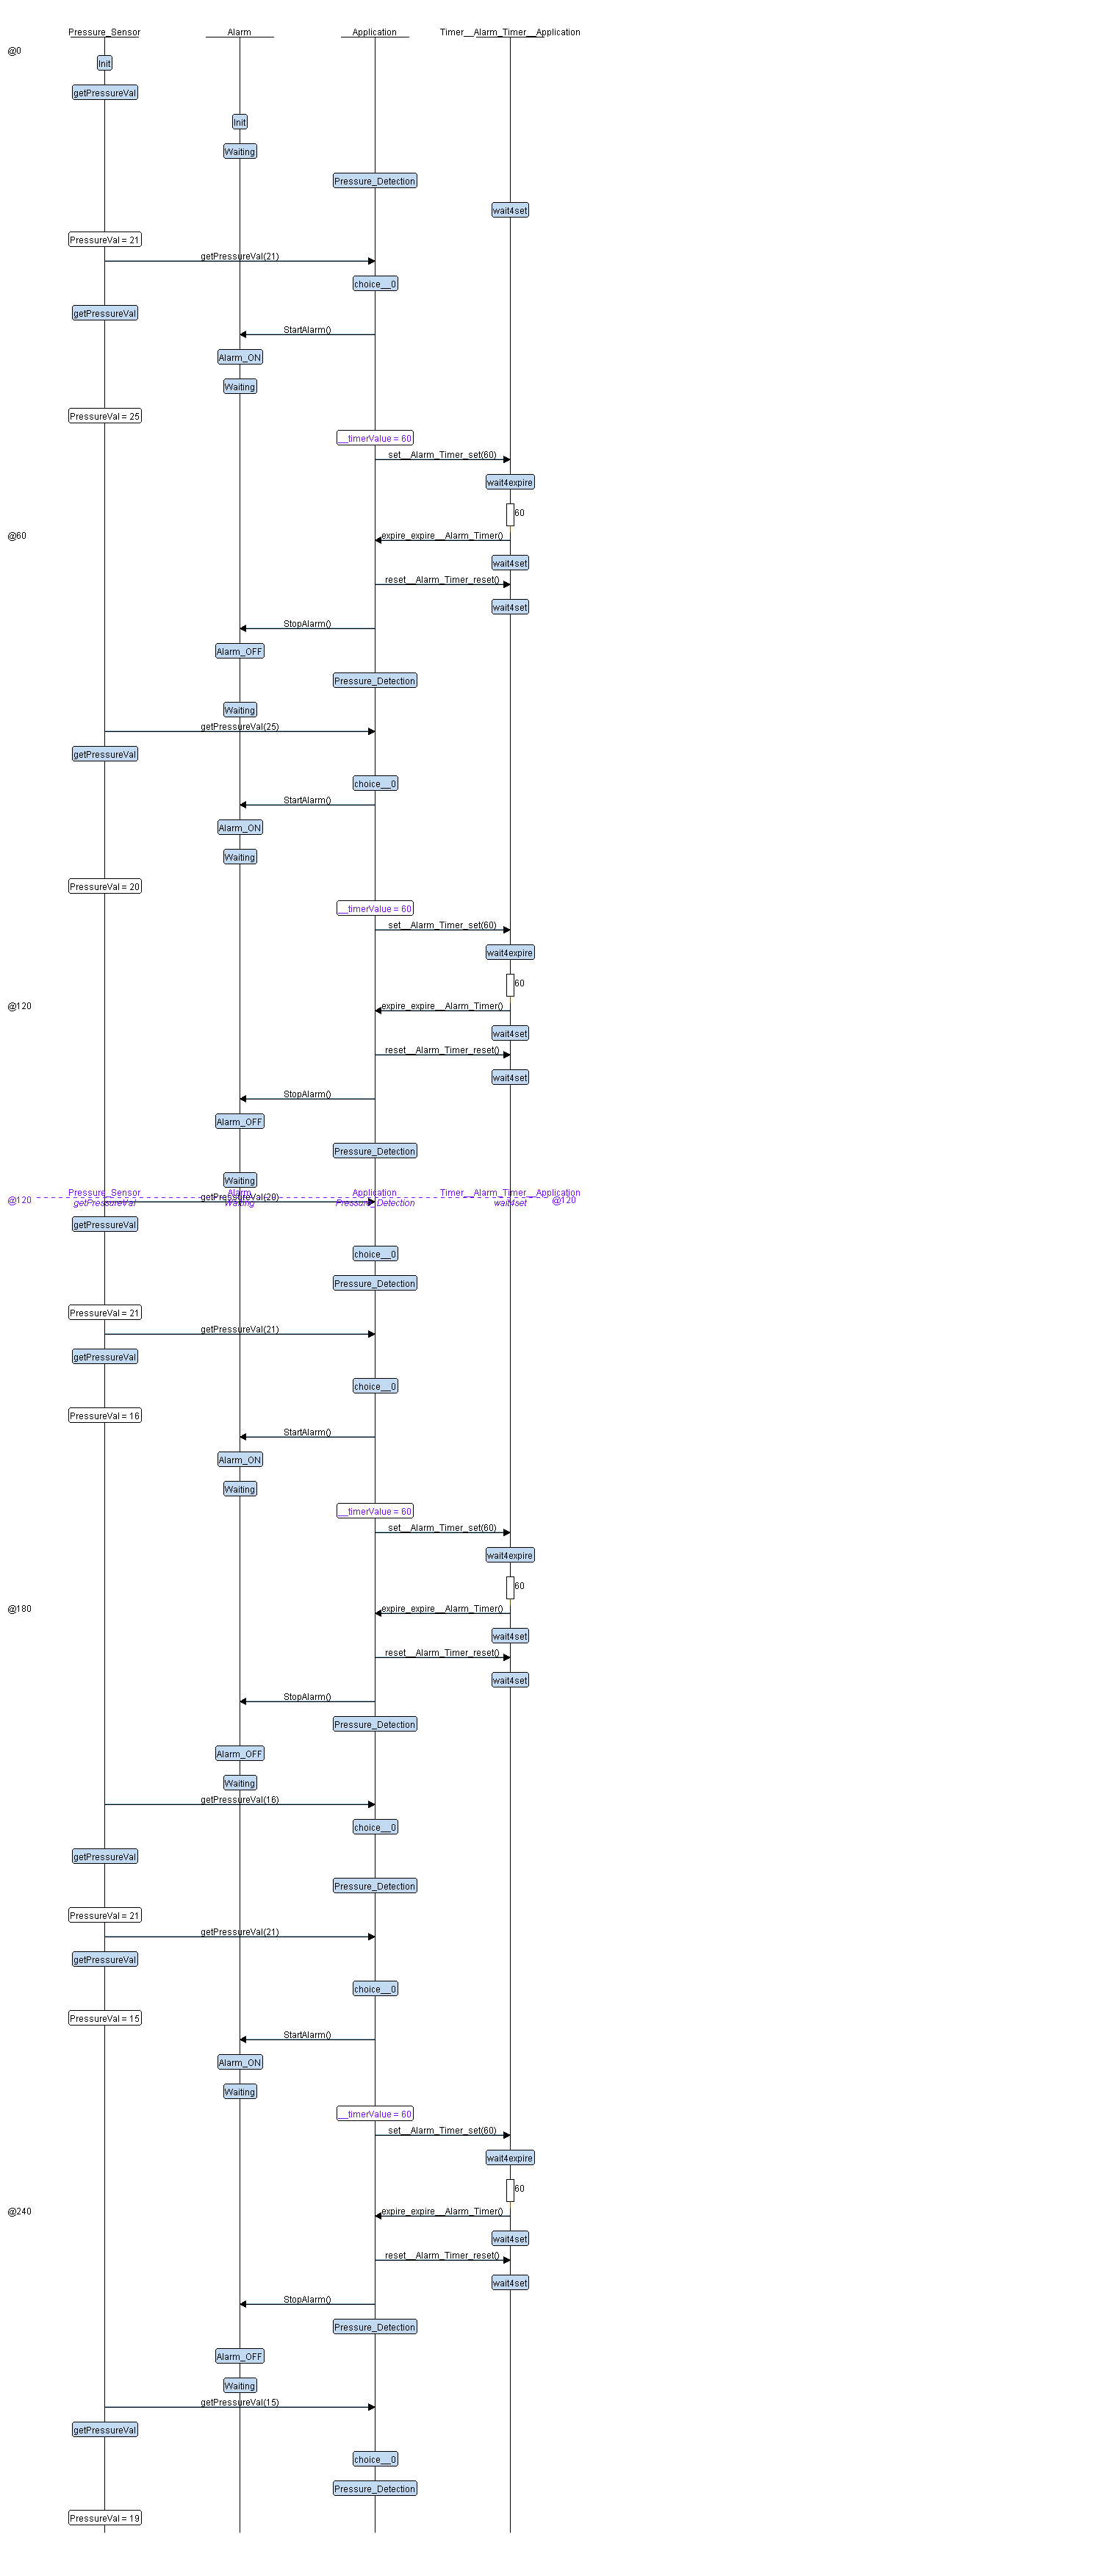 Pressure_Sensor Alarm Application Timer__Alarm_Timer__Application
@0
Init
getPressureVal
Init
Waiting
Pressure_Detection
wait4set
PressureVal = 21
getPressureVal(21)
choice__0
getPressureVal
StartAlarm()
Alarm_ON
Waiting
PressureVal = 25
__timerValue = 60
set__Alarm_Timer_set(60)
wait4expire
60
@60 expire_expire__Alarm_Timer()
wait4set
reset__Alarm_Timer_reset()
wait4set
StopAlarm()
Alarm_OFF
Pressure_Detection
Waiting
getPressureVal(25)
getPressureVal
choice__0
StartAlarm()
Alarm_ON
Waiting
PressureVal = 20
__timerValue = 60
set__Alarm_Timer_set(60)
wait4expire
60
@120 expire_expire__Alarm_Timer()
wait4set
reset__Alarm_Timer_reset()
wait4set
StopAlarm()
Alarm_OFF
Pressure_Detection
Waiting
Pressure_Sensor Alarm Application Timer__Alarm_Timer__Application
@120 getPressureVal(20) @120
getPressureVal Waiting Pressure_Detection wait4set
getPressureVal
choice__0
Pressure_Detection
PressureVal = 21
getPressureVal(21)
getPressureVal
choice__0
PressureVal = 16
StartAlarm()
Alarm_ON
Waiting
__timerValue = 60
set__Alarm_Timer_set(60)
wait4expire
60
@180 expire_expire__Alarm_Timer()
wait4set
reset__Alarm_Timer_reset()
wait4set
StopAlarm()
Pressure_Detection
Alarm_OFF
Waiting
getPressureVal(16)
choice__0
getPressureVal
Pressure_Detection
PressureVal = 21
getPressureVal(21)
getPressureVal
choice__0
PressureVal = 15
StartAlarm()
Alarm_ON
Waiting
__timerValue = 60
set__Alarm_Timer_set(60)
wait4expire
60
@240 expire_expire__Alarm_Timer()
wait4set
reset__Alarm_Timer_reset()
wait4set
StopAlarm()
Pressure_Detection
Alarm_OFF
Waiting
getPressureVal(15)
getPressureVal
choice__0
Pressure_Detection
PressureVal = 19